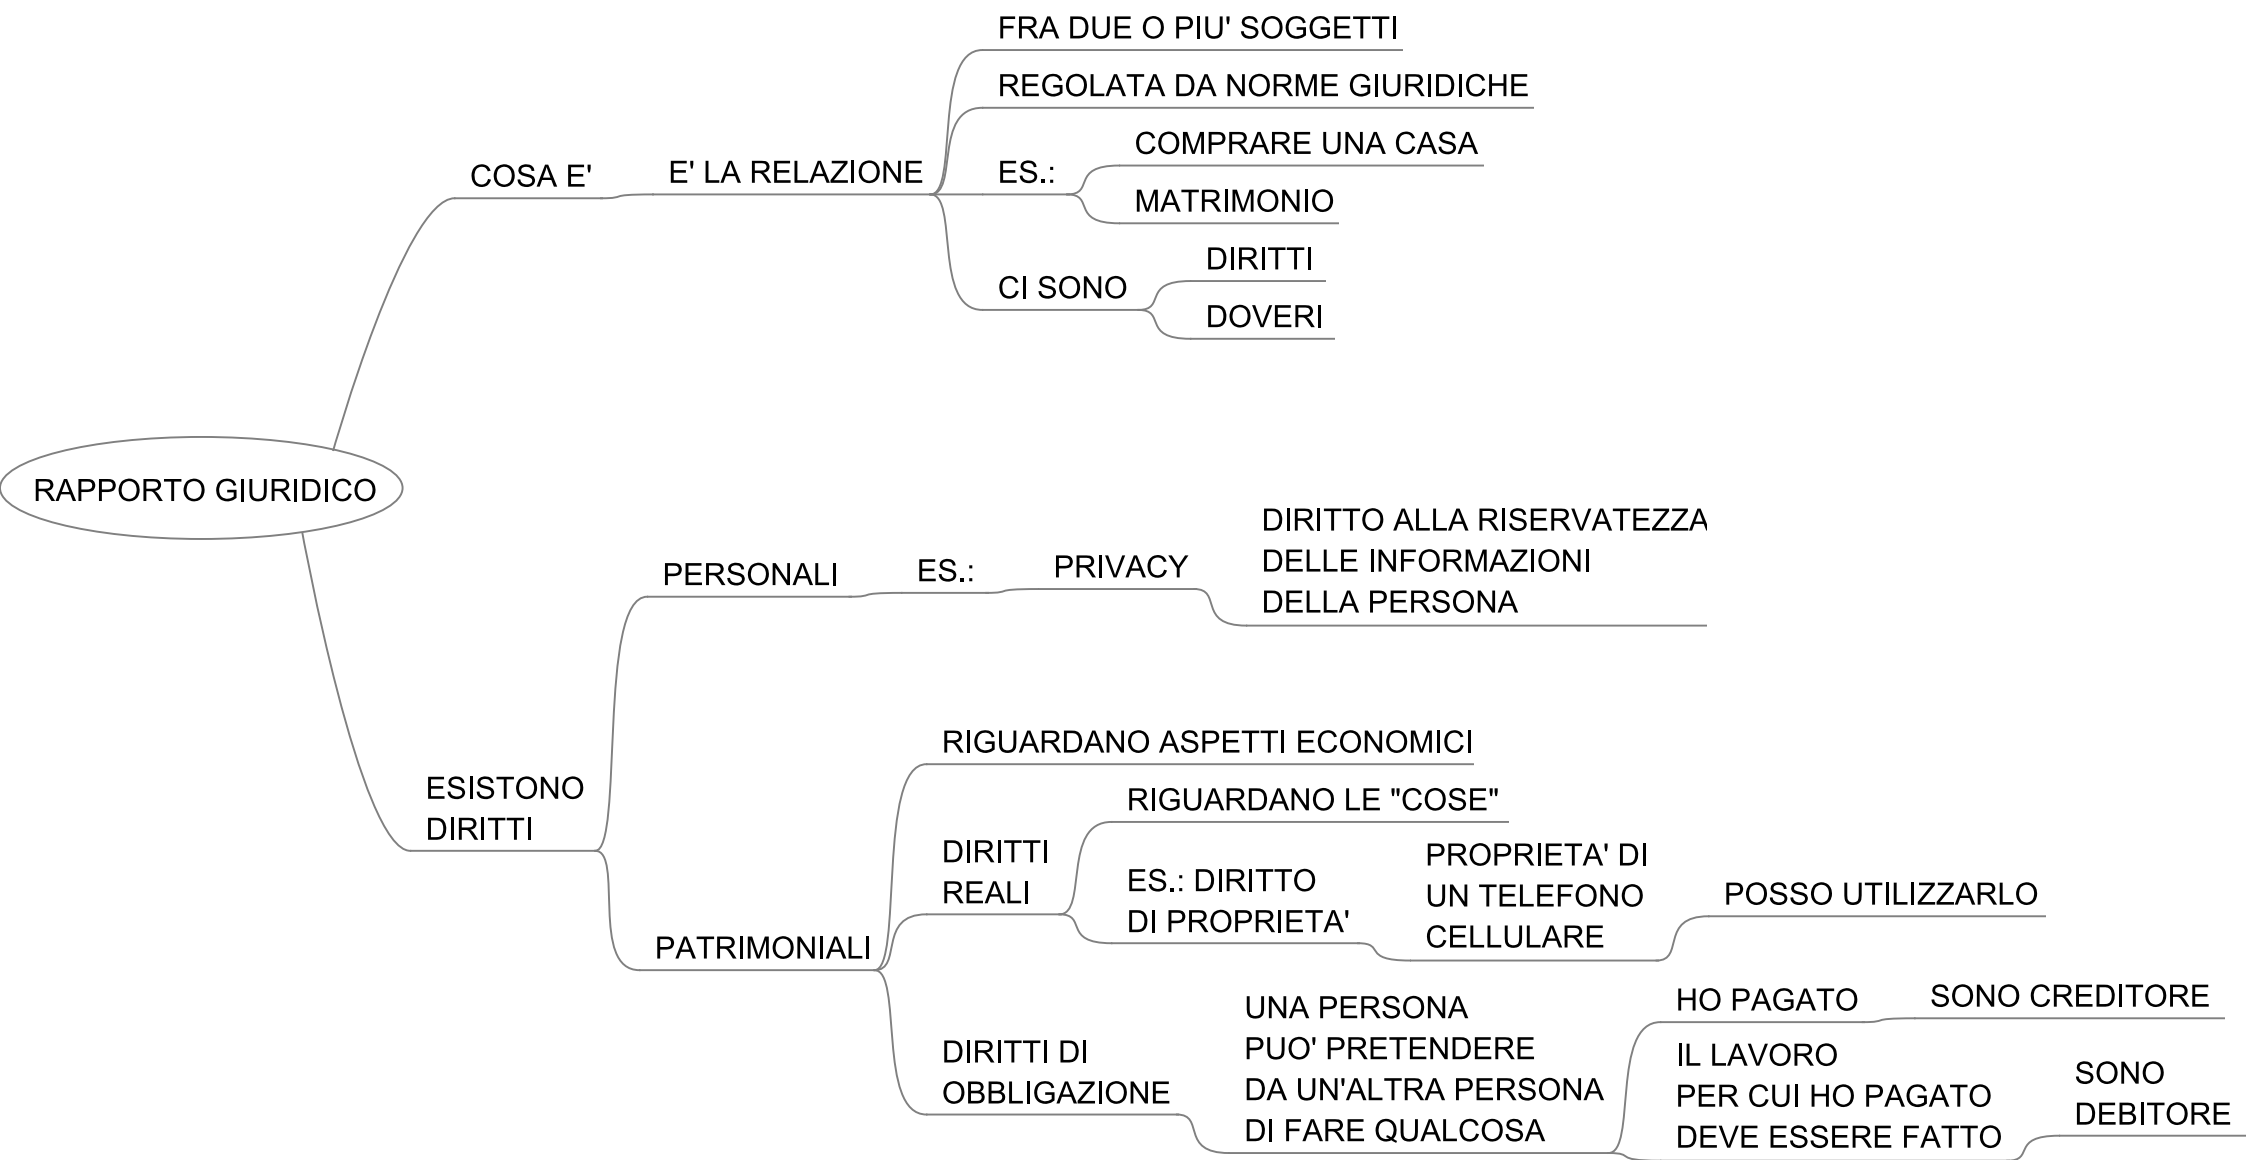 FRA DUE O PIU' SOGGETTI
REGOLATA DA NORME GIURIDICHE
COMPRARE UNA CASA
COSA E'
E' LA RELAZIONE
ES.:
MATRIMONIO
DIRITTI
CI SONO
DOVERI
RAPPORTO GIURIDICO
PERSONALI
ES.:
PRIVACY
DIRITTO ALLA RISERVATEZZA
DELLE INFORMAZIONI
DELLA PERSONA
ESISTONO
DIRITTI
PATRIMONIALI
RIGUARDANO ASPETTI ECONOMICI
DIRITTI
REALI
RIGUARDANO LE "COSE"
ES.: DIRITTO
DI PROPRIETA'
PROPRIETA' DI
UN TELEFONO
CELLULARE
POSSO UTILIZZARLO
DIRITTI DI
OBBLIGAZIONE
UNA PERSONA
PUO' PRETENDERE
DA UN'ALTRA PERSONA
DI FARE QUALCOSA
HO PAGATO
SONO CREDITORE
IL LAVORO
PER CUI HO PAGATO
DEVE ESSERE FATTO
SONO
DEBITORE